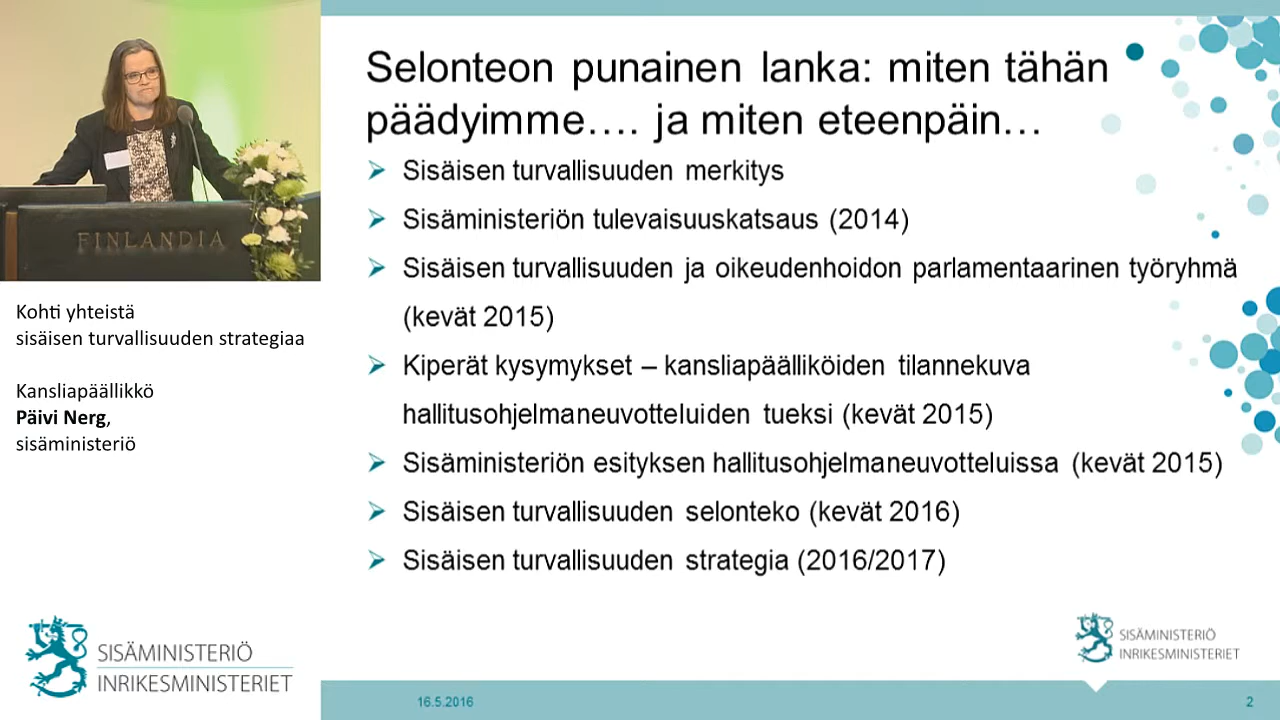 FINLANDIA
Kohti yhteistä
sisäisen turvallisuuden strategiaa
Kansliapäällikkö
Päivi Nerg,
sisäministeriö
SISÄMINISTERIÖ
INRIKESMINISTERIET
Selonteon punainen lanka: miten tähän
päädyimme…. ja miten eteenpäin…
Sisäisen turvallisuuden merkitys
Sisäministeriön tulevaisuuskatsaus (2014)
Sisäisen turvallisuuden ja oikeudenhoidon parlamentaarinen työryhmä
(kevät 2015)
Kiperät kysymykset – kansliapäälliköiden tilannekuva
hallitusohjelmaneuvotteluiden tueksi (kevät 2015)
Sisäministeriön esityksen hallitusohjelmaneuvotteluissa (kevät 2015)
Sisäisen turvallisuuden selonteko (kevät 2016)
Sisäisen turvallisuuden strategia (2016/2017)
SISÄMINISTERIÖ
INRIKESMINISTERIET
16.5.2016
2